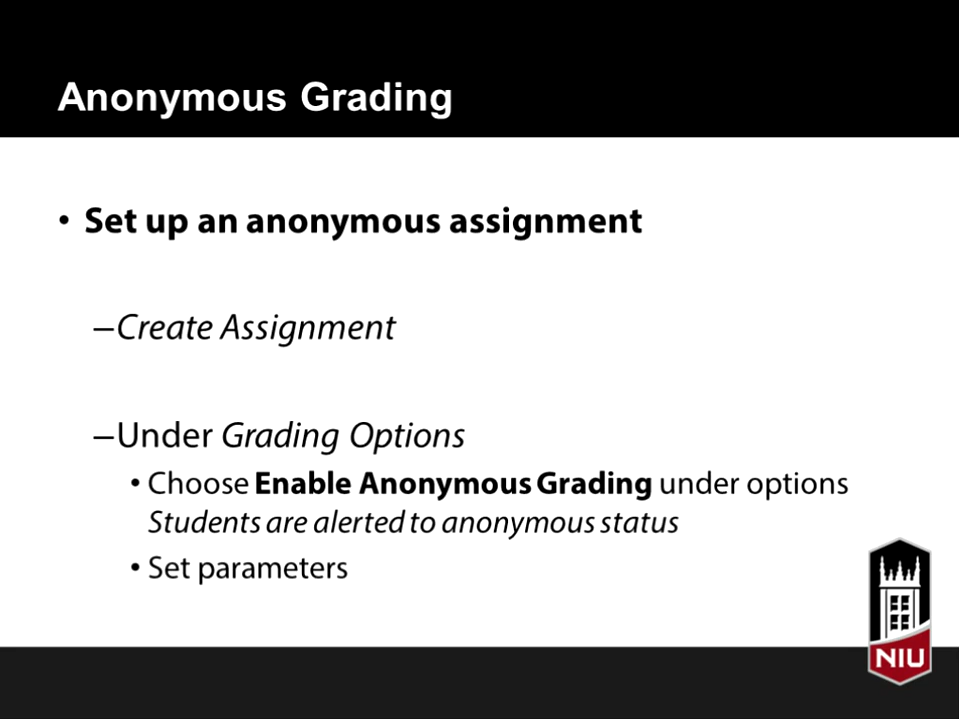 Anonymous Grading
• Set up an anonymous assignment
–Create Assignment
–Under Grading Options
• Choose Enable Anonymous Grading under options
Students are alerted to anonymous status
• Set parameters
NIU